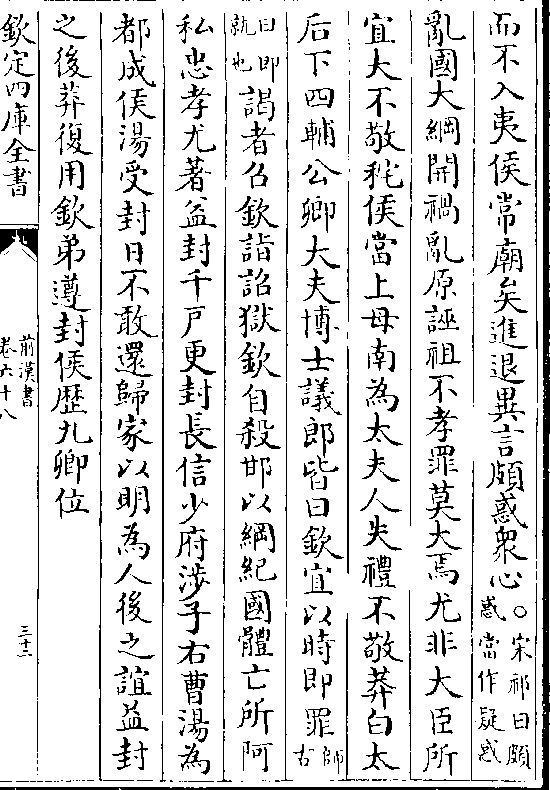 而不入夷侯常廟矣進退異言頗惑衆心○宋祁曰頗惑當作疑惑
亂國大綱開禍亂原誣祖不孝罪莫大焉尤非大臣所
宜大不敬秺侯當上母南為太夫人失禮不敬莽白太
后下四輔公卿大夫博士議郎皆曰欽宜以時即罪師古
曰即就也謁者召欽詣詔獄欽自殺邯以綱紀國體亡所阿
私忠孝尤著益封千戸更封長信少府涉子右曹湯為
都成侯湯受封日不敢還歸家以明為人後之誼益封
之後莽復用欽弟遵封侯歴九卿位
欽定四庫全書
前漢書
卷六十八
三十二